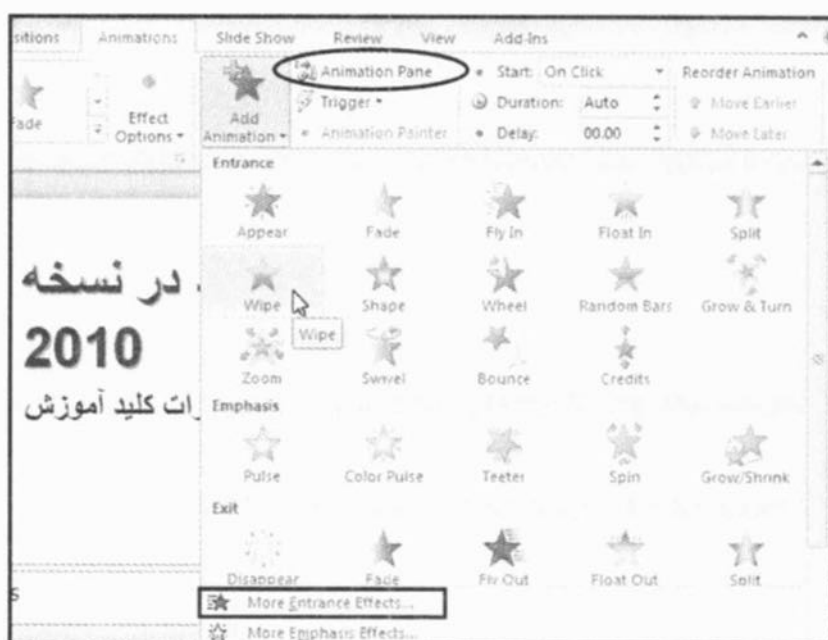 sitions Animations Slide Show Review View Add-Ins
Animation Pane Start: On Click Reorder Animation
Add Animation Trigger Duration: Auto Move Earlier
Fade Effect Options Animation Painter Delay: 00.00 Move Later
Entrance
Appear Fade Fly In Float In Split
در نسخه
Wipe Shape Wheel Random Bars Grow & Turn
2010
Wipe
Zoom Swivel Bounce Credits
رات کلید آموزش
Emphasis
Pulse Color Pulse Teeter Spin Grow/Shrink
Exit
Disappear Fade Fly Out Float Out Split
More Entrance Effects...
More Emphasis Effects...